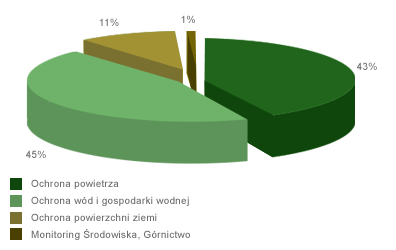 11%
1%
43%
45%
Ochrona powietrza
Ochrona wód i gospodarki wodnej
Ochrona powierzchni ziemi
Monitoring Środowiska, Górnictwo